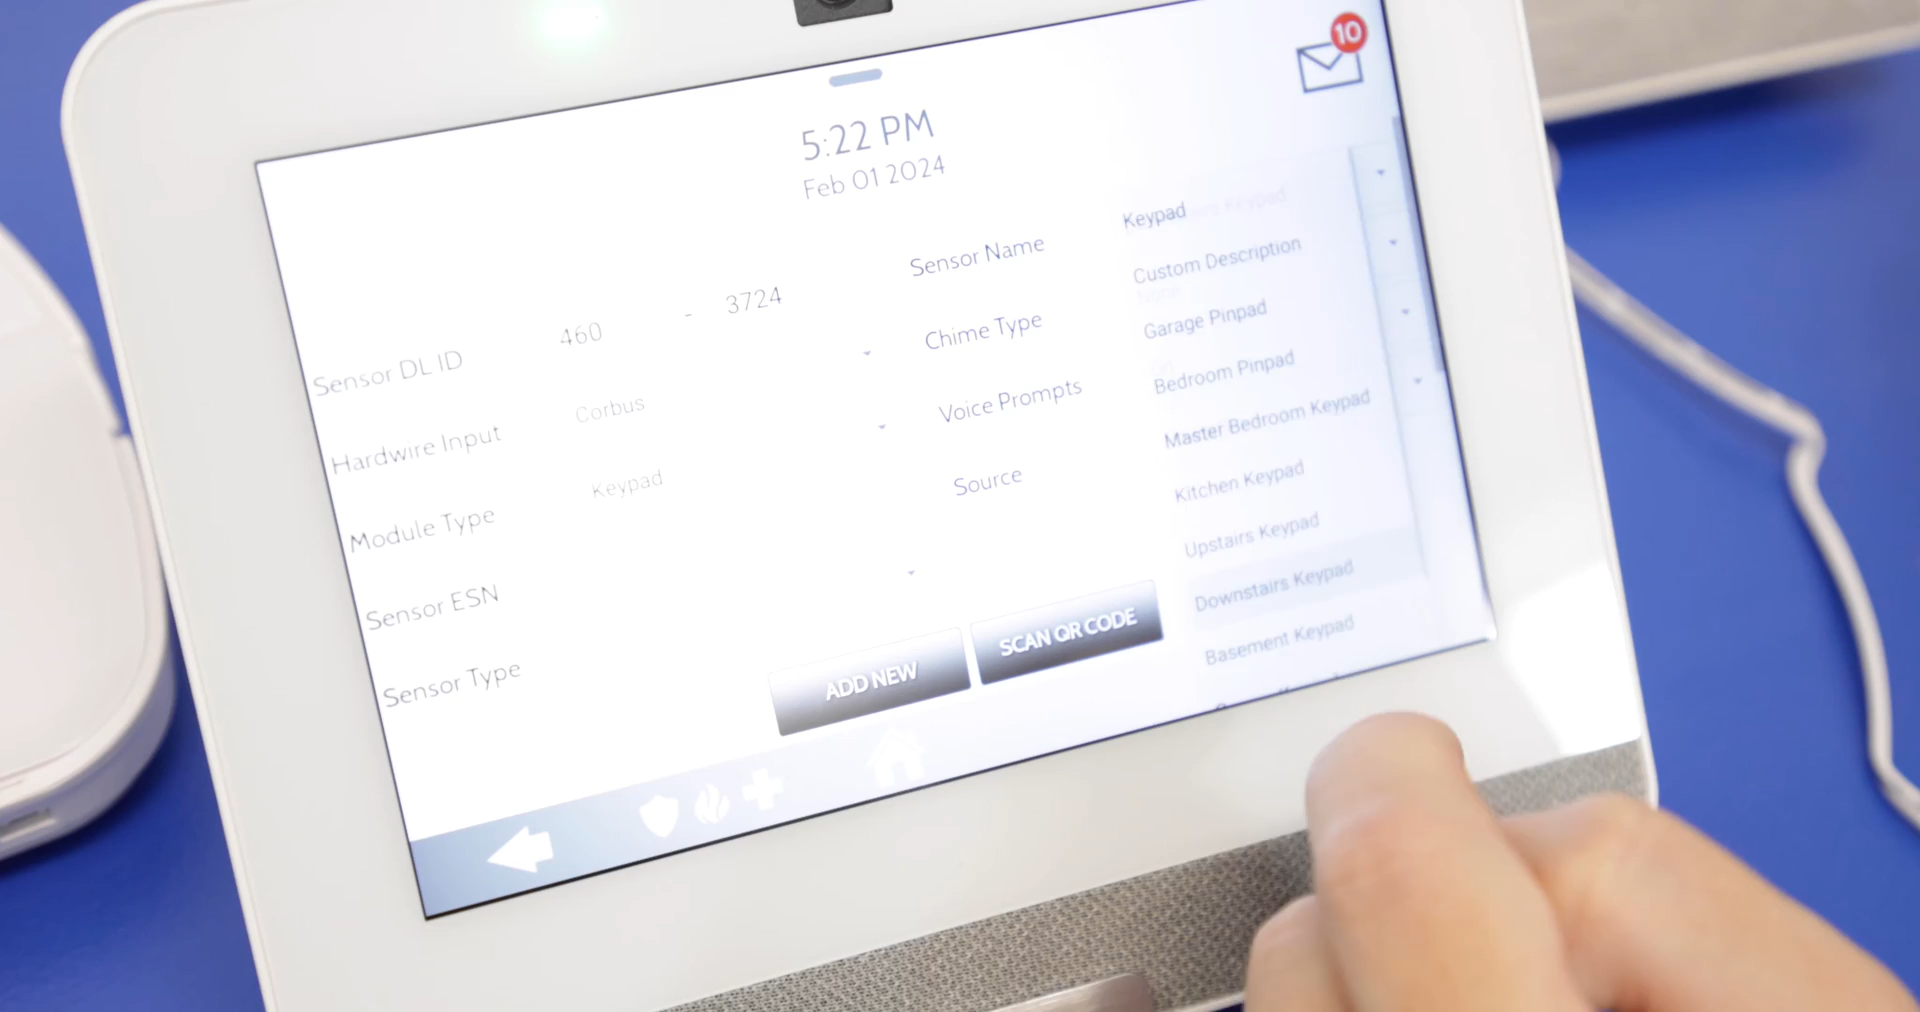 10
5:22 PM
Feb 01 2024
Sensor DL ID
460 - 3724
Hardwire Input
Corbus
Module Type
Keypad
Sensor ESN
Sensor Type
Sensor Name
Chime Type
Voice Prompts
Source
Keypad
Custom Description
None
Garage Pinpad
Bedroom Pinpad
Master Bedroom Keypad
Kitchen Keypad
Upstairs Keypad
Downstairs Keypad
Basement Keypad
ADD NEW
SCAN QR CODE